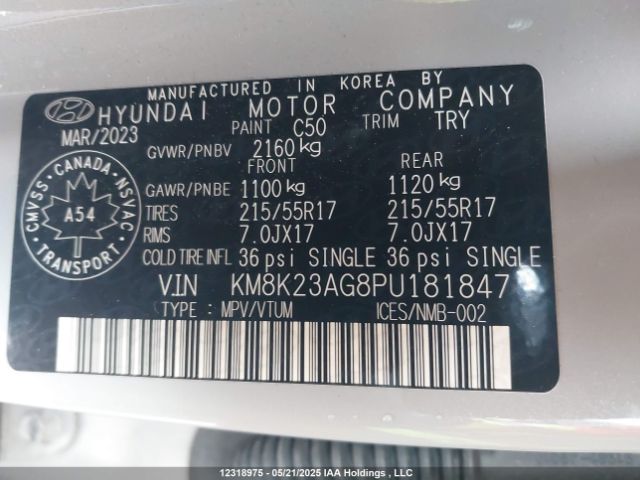 MANUFACTURED IN KOREA BY
HYUNDAI MOTOR COMPANY
MAR/2023 PAINT C50 TRIM TRY
GVWR/PNBV 2160 kg
FRONT REAR
GAWR/PNBE 1100 kg 1120 kg
TIRES 215/55R17 215/55R17
RIMS 7.0JX17 7.0JX17
COLD TIRE INFL 36 psi SINGLE 36 psi SINGLE
VIN KM8K23AG8PU181847
TYPE : MPV/VTUM ICES/NMB-002
CMVSS · CANADA · NSVAC
A54
TRANSPORT
12318975 - 05/21/2025 IAA Holdings , LLC